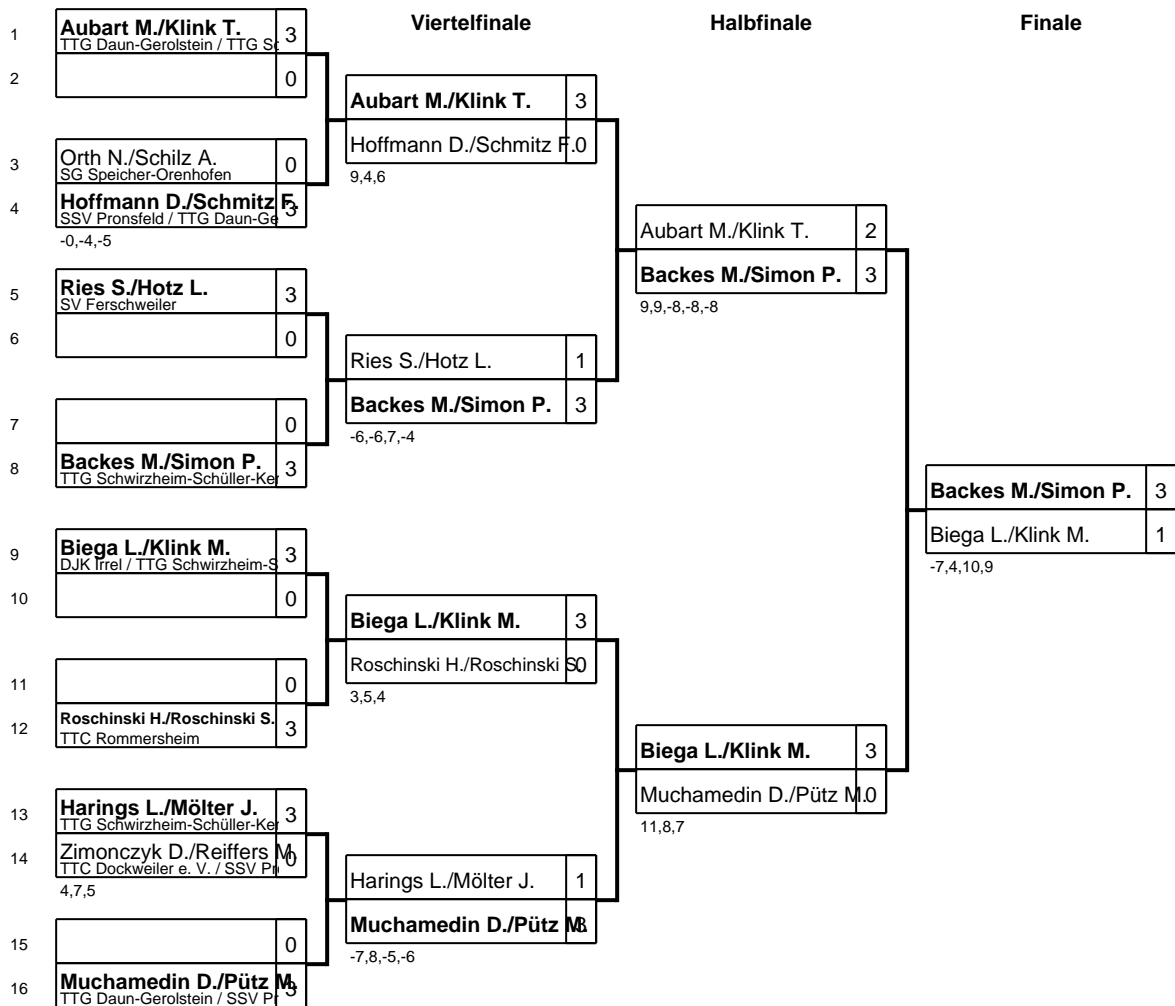 Viertelfinale Halbfinale Finale
1 Aubart M./Klink T. 3
TTG Daun-Gerolstein / TTG Sc
2 0
3 Orth N./Schilz A. 0
SG Speicher-Orenhofen
4 Hoffmann D./Schmitz F. 3
SSV Pronsfeld / TTG Daun-Ge
-0,-4,-5
5 Ries S./Hotz L. 3
SV Ferschweiler
6 0
7 0
8 Backes M./Simon P. 3
TTG Schwirzheim-Schüller-Ker
9 Biega L./Klink M. 3
DJK Irrel / TTG Schwirzheim-S
10 0
11 0
12 Roschinski H./Roschinski S. 3
TTC Rommersheim
13 Harings L./Mölter J. 3
TTG Schwirzheim-Schüller-Ker
14 Zimonczyk D./Reiffers M. 0
TTC Dockweiler e. V. / SSV Pr
4,7,5
15 0
16 Muchamedin D./Pütz M. 3
TTG Daun-Gerolstein / SSV Pr
Aubart M./Klink T. 3
Hoffmann D./Schmitz F. 0
9,4,6
Ries S./Hotz L. 1
Backes M./Simon P. 3
-6,-6,7,-4
Biega L./Klink M. 3
Roschinski H./Roschinski S. 0
3,5,4
Harings L./Mölter J. 1
Muchamedin D./Pütz M. 3
-7,8,-5,-6
Aubart M./Klink T. 2
Backes M./Simon P. 3
9,9,-8,-8,-8
Biega L./Klink M. 3
Muchamedin D./Pütz M. 0
11,8,7
Backes M./Simon P. 3
Biega L./Klink M. 1
-7,4,10,9